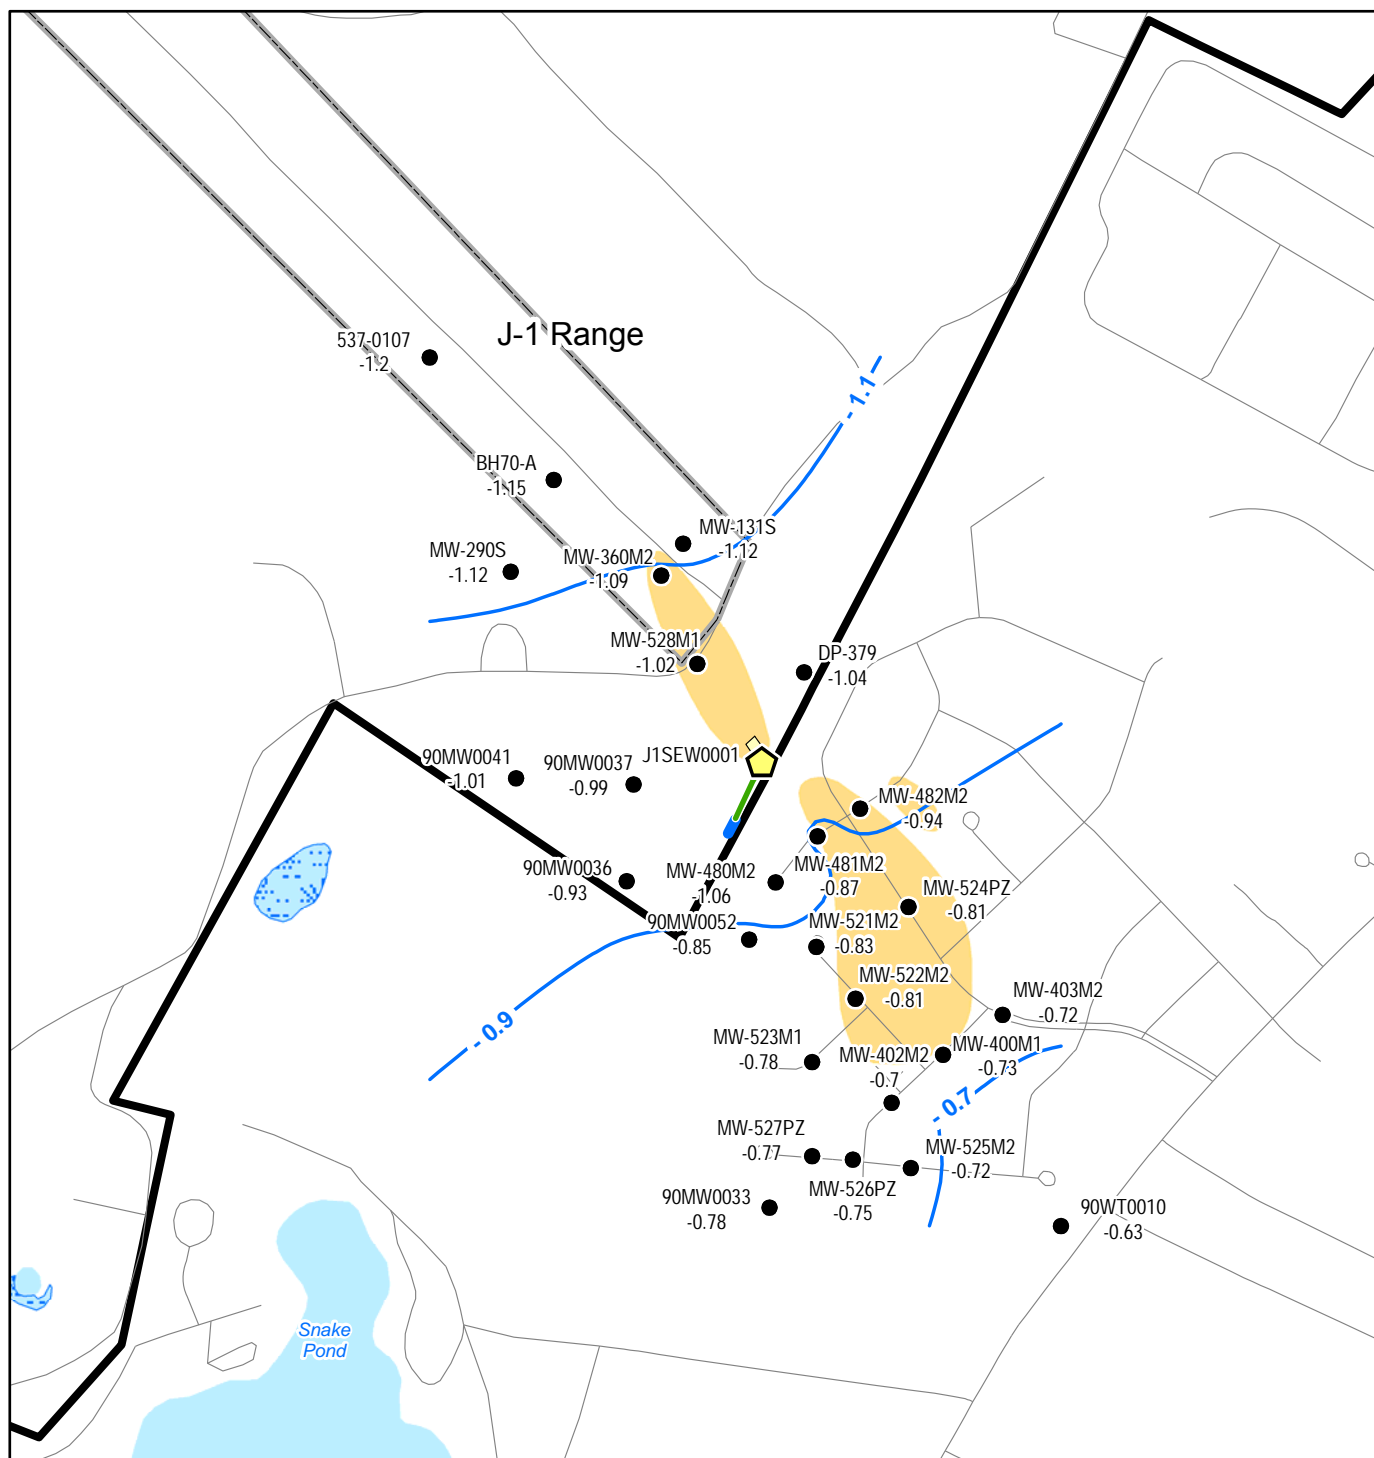 J-1 Range
537-0107
-1.2
- 1.1
BH70-A
-1.15
MW-131S
-1.12
MW-290S
-1.12
MW-360M2
-1.09
MW-528M1
-1.02
DP-379
-1.04
90MW0041
-1.01
90MW0037
-0.99
J1SEW0001
MW-482M2
-0.94
90MW0036
-0.93
MW-480M2
-1.06
MW-481M2
-0.87
MW-524PZ
-0.81
90MW0052
-0.85
MW-521M2
-0.83
MW-522M2
-0.81
MW-403M2
-0.72
- 0.9
MW-523M1
-0.78
MW-402M2
-0.7
MW-400M1
-0.73
- 0.7
MW-527PZ
-0.77
MW-525M2
-0.72
MW-526PZ
-0.75
90MW0033
-0.78
90WT0010
-0.63
Snake
Pond